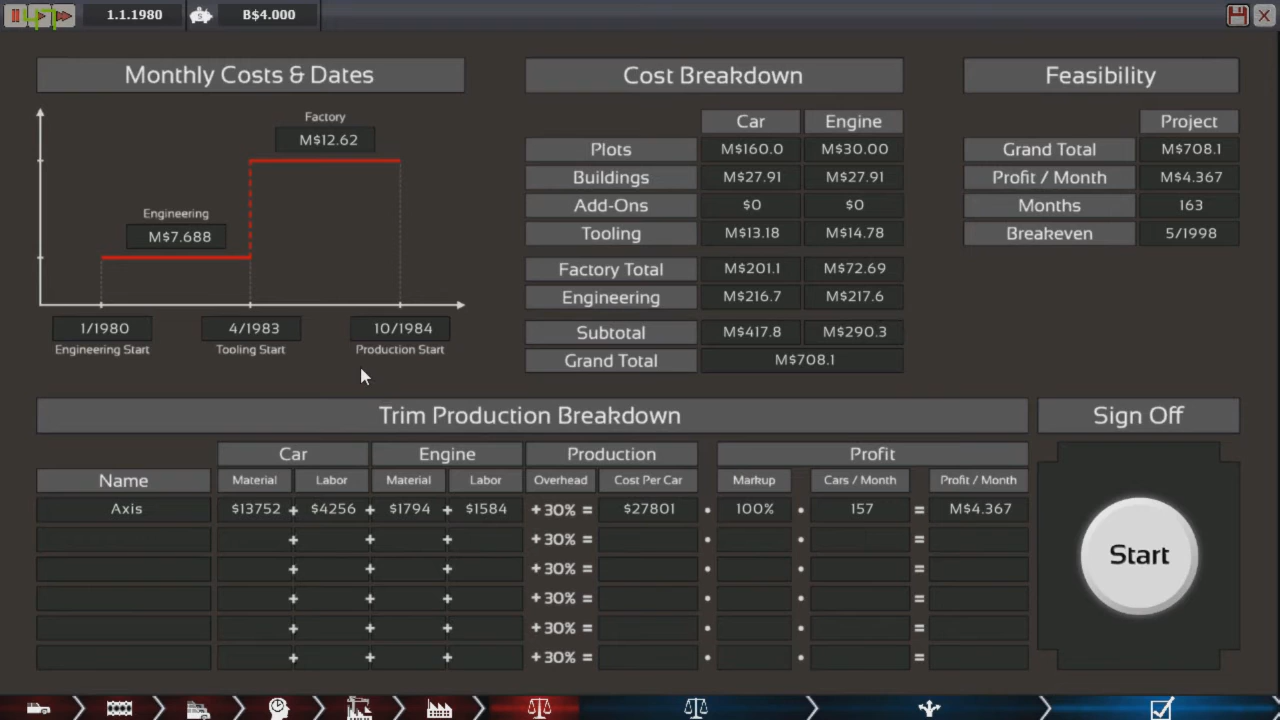 1.1.1980 B$4.000
Monthly Costs & Dates
Factory
M$12.62
Engineering
M$7.688
1/1980 4/1983 10/1984
Engineering Start Tooling Start Production Start
Cost Breakdown
Car Engine
Plots M$160.0 M$30.00
Buildings M$27.91 M$27.91
Add-Ons $0 $0
Tooling M$13.18 M$14.78
Factory Total M$201.1 M$72.69
Engineering M$216.7 M$217.6
Subtotal M$417.8 M$290.3
Grand Total M$708.1
Feasibility
Project
Grand Total M$708.1
Profit / Month M$4.367
Months 163
Breakeven 5/1998
Trim Production Breakdown
Car Engine Production Profit
Name Material Labor Material Labor Overhead Cost Per Car Markup Cars / Month Profit / Month
Axis $13752 + $4256 + $1794 + $1584 +30% = $27801 • 100% • 157 = M$4.367
+ + + +30% = • • =
+ + + +30% = • • =
+ + + +30% = • • =
+ + + +30% = • • =
+ + + +30% = • • =
Sign Off
Start